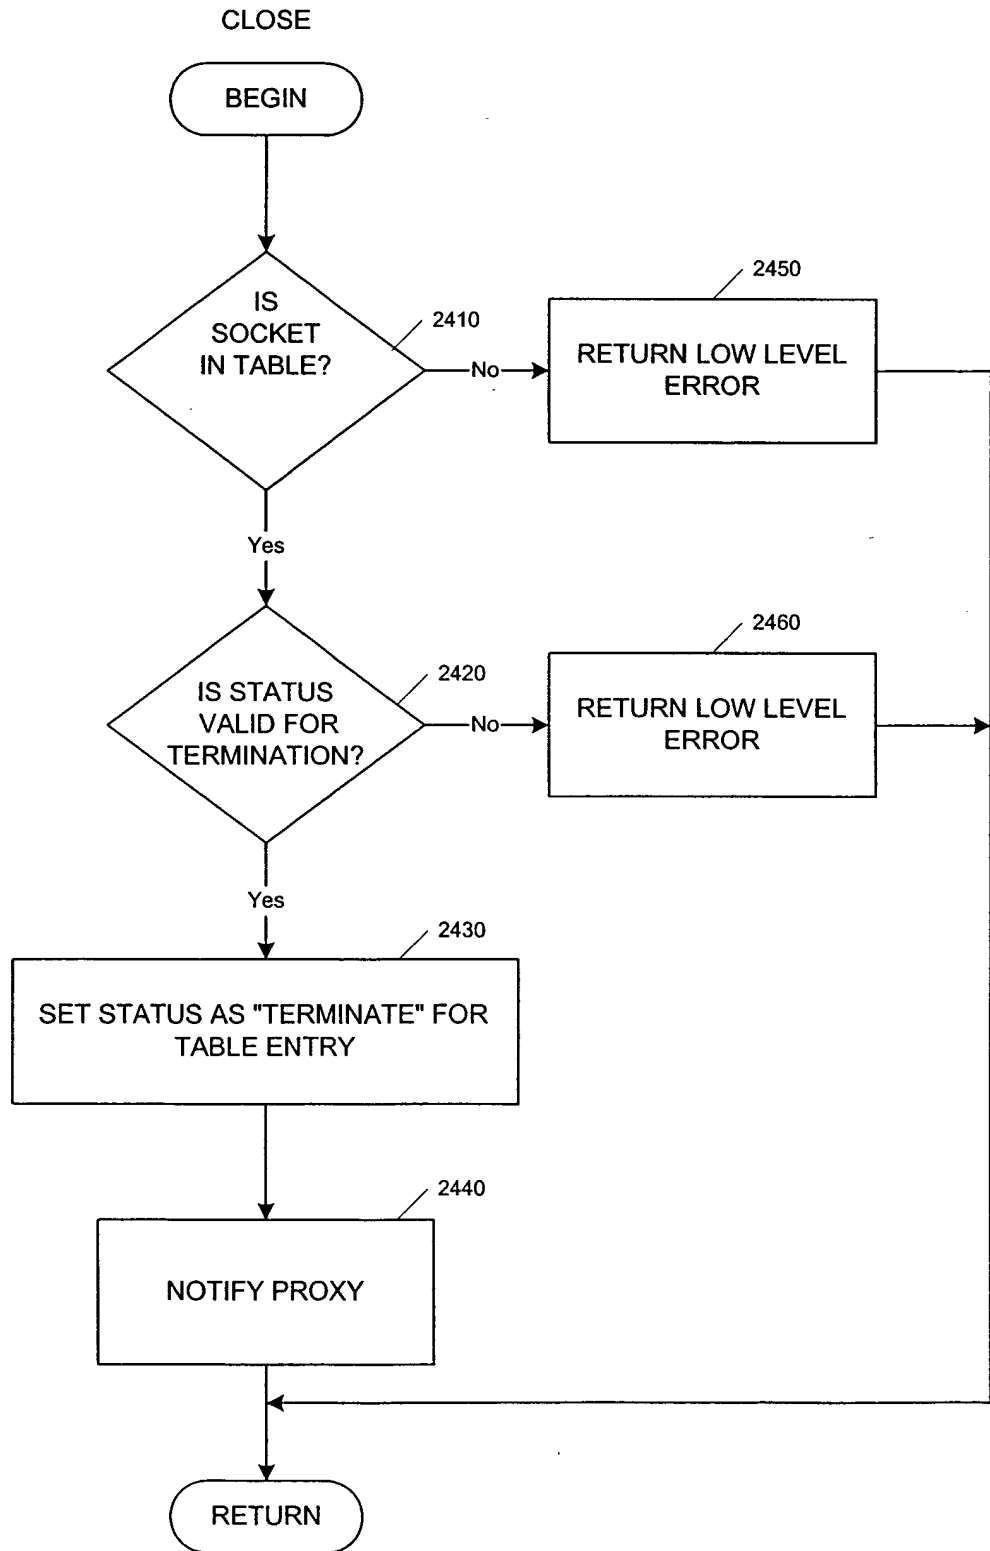 CLOSE
BEGIN
IS
SOCKET
IN TABLE?
2410
No
2450
RETURN LOW LEVEL
ERROR
Yes
IS STATUS
VALID FOR
TERMINATION?
2420
No
2460
RETURN LOW LEVEL
ERROR
Yes
2430
SET STATUS AS "TERMINATE" FOR
TABLE ENTRY
2440
NOTIFY PROXY
RETURN